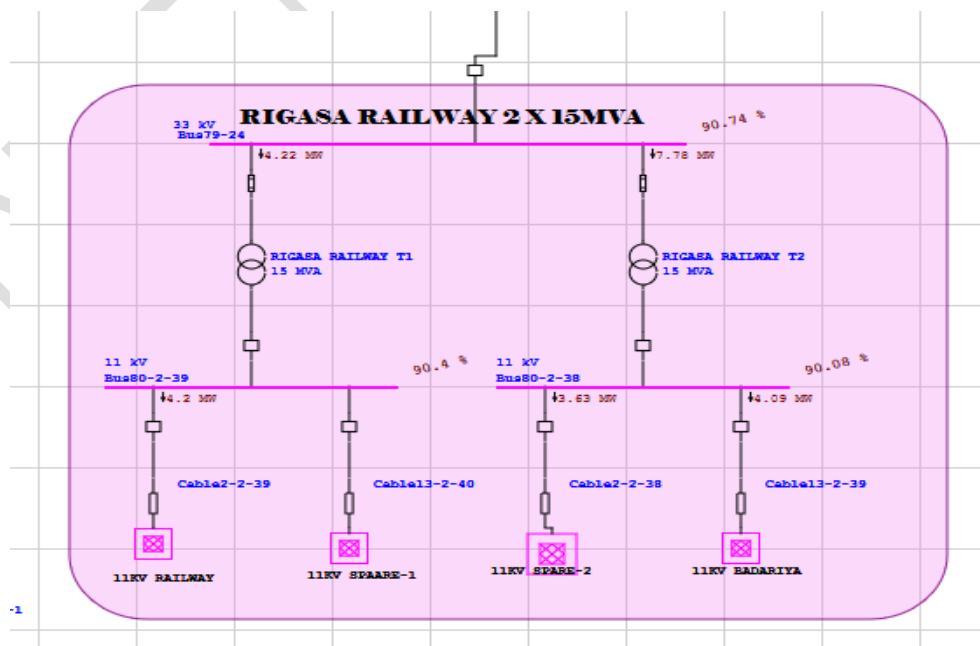 RIGASA RAILWAY 2 X 15MVA
90.74 %
33 kV
Bus79-24
4.22 MW
7.78 MW
RIGASA RAILWAY T1
15 MVA
RIGASA RAILWAY T2
15 MVA
11 kV
Bus80-2-39
90.4 %
11 kV
Bus80-2-38
90.08 %
4.2 MW
3.63 MW
4.09 MW
Cable2-2-39
Cable13-2-40
Cable2-2-38
Cable13-2-39
11KV RAILWAY
11KV SPAARE-1
11KV SPARE-2
11KV BADARIYA
-1